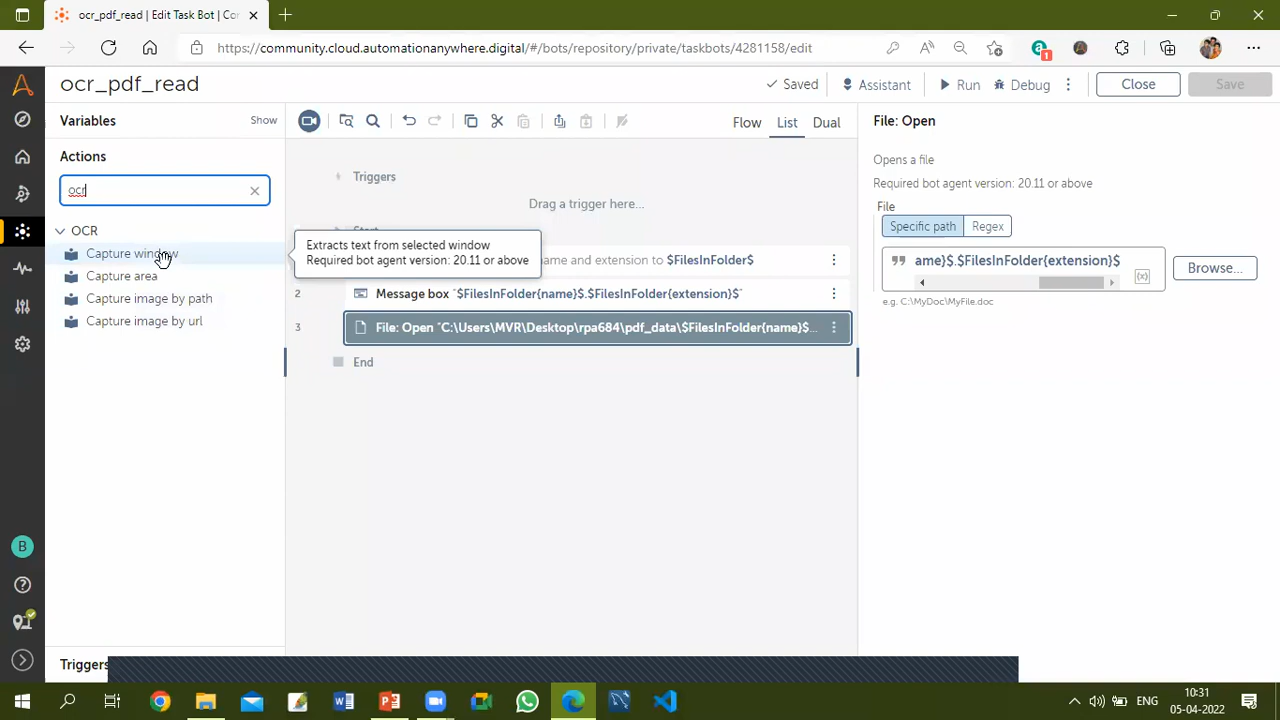 ocr_pdf_read | Edit Task Bot | Cor
https://community.cloud.automationanywhere.digital/#/bots/repository/private/taskbots/4281158/edit
1
ocr_pdf_read
Saved
Assistant
Run
Debug
Close
Save
Variables
Show
Flow
List
Dual
File: Open
Actions
Opens a file
Required bot agent version: 20.11 or above
ocr
Triggers
Drag a trigger here...
File
Specific path
Regex
OCR
Capture window
Capture area
Capture image by path
Capture image by url
Extracts text from selected window
Required bot agent version: 20.11 or above
name and extension to $FilesInFolder$
2 Message box "$FilesInFolder{name}$.$FilesInFolder{extension}$"
3 File: Open "C:\Users\MVR\Desktop\rpa684\pdf_data\$FilesInFolder{name}$...
End
ame}$.$FilesInFolder{extension}$
Browse...
e.g. C:\MyDoc\MyFile.doc
B
Triggers
ENG
10:31
05-04-2022